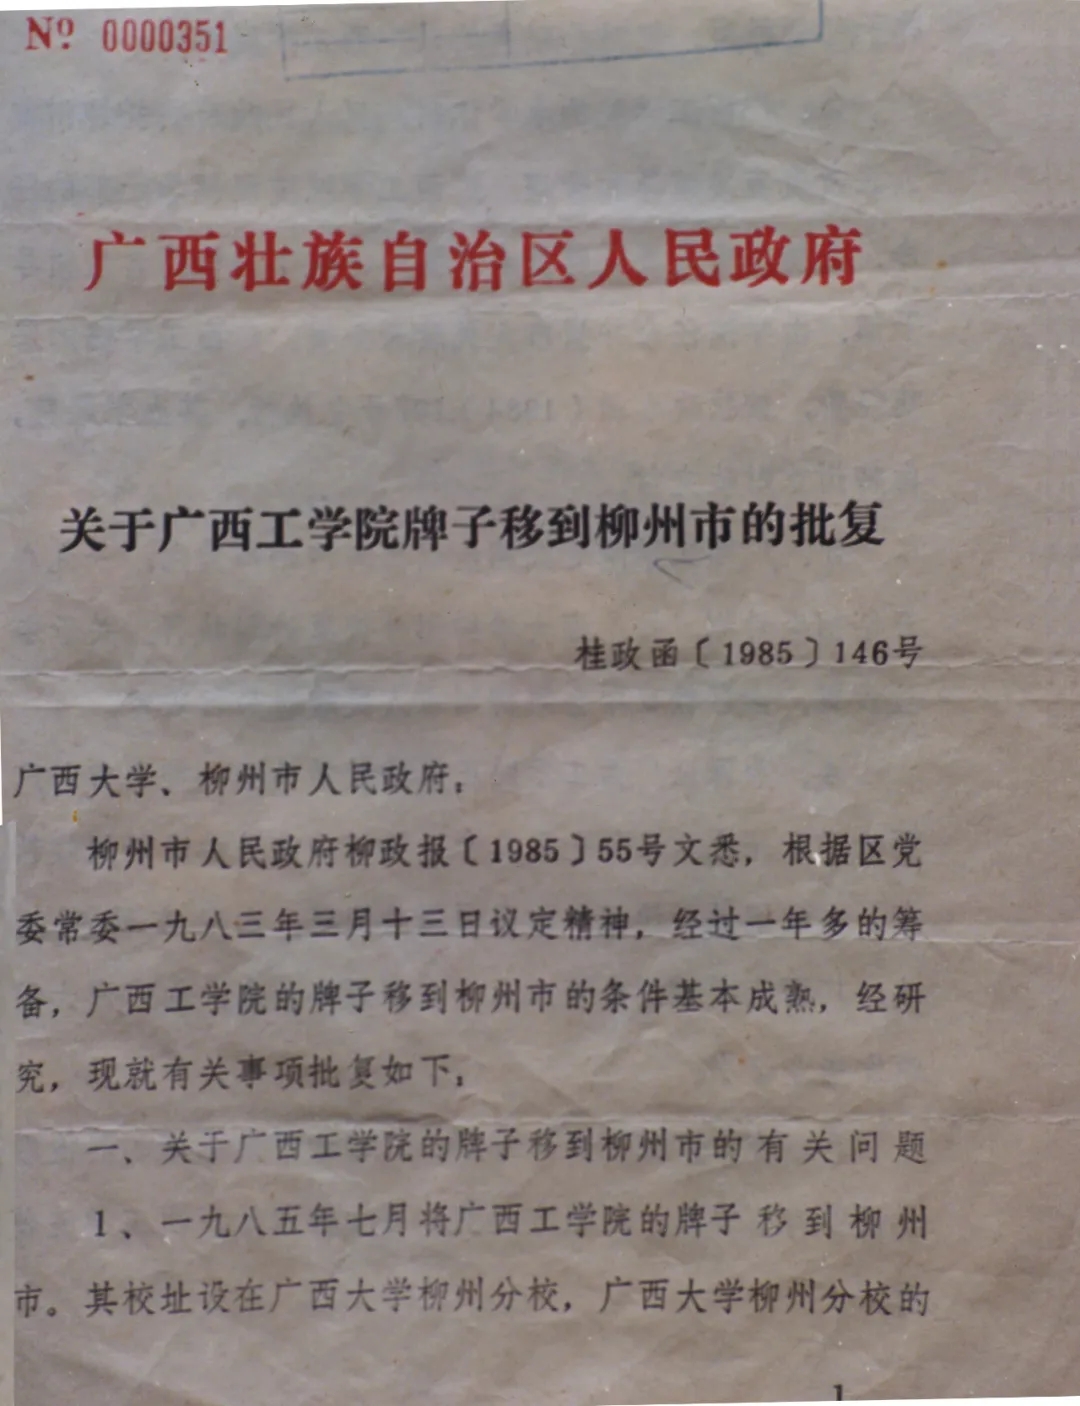 Nº 0000351
广西壮族自治区人民政府
关于广西工学院牌子移到柳州市的批复
桂政函〔1985〕146号
广西大学、柳州市人民政府：
柳州市人民政府柳政报〔1985〕55号文悉，根据区党
委常委一九八三年三月十三日议定精神，经过一年多的筹
备，广西工学院的牌子移到柳州市的条件基本成熟，经研
究，现就有关事项批复如下：
一、关于广西工学院的牌子移到柳州市的有关问题
1、一九八五年七月将广西工学院的牌子移到柳州
市。其校址设在广西大学柳州分校，广西大学柳州分校的
1